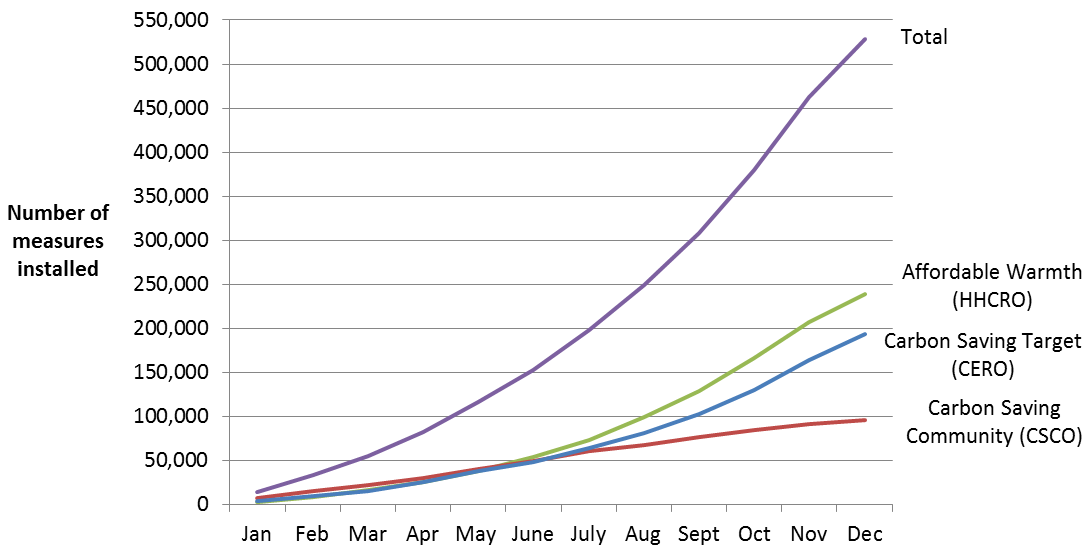 550,000
500,000
450,000
400,000
350,000
300,000
250,000
200,000
150,000
100,000
50,000
0
Number of
measures
installed
Jan Feb Mar Apr May June July Aug Sept Oct Nov Dec
Total
Affordable Warmth
(HHCRO)
Carbon Saving Target
(CERO)
Carbon Saving
Community (CSCO)